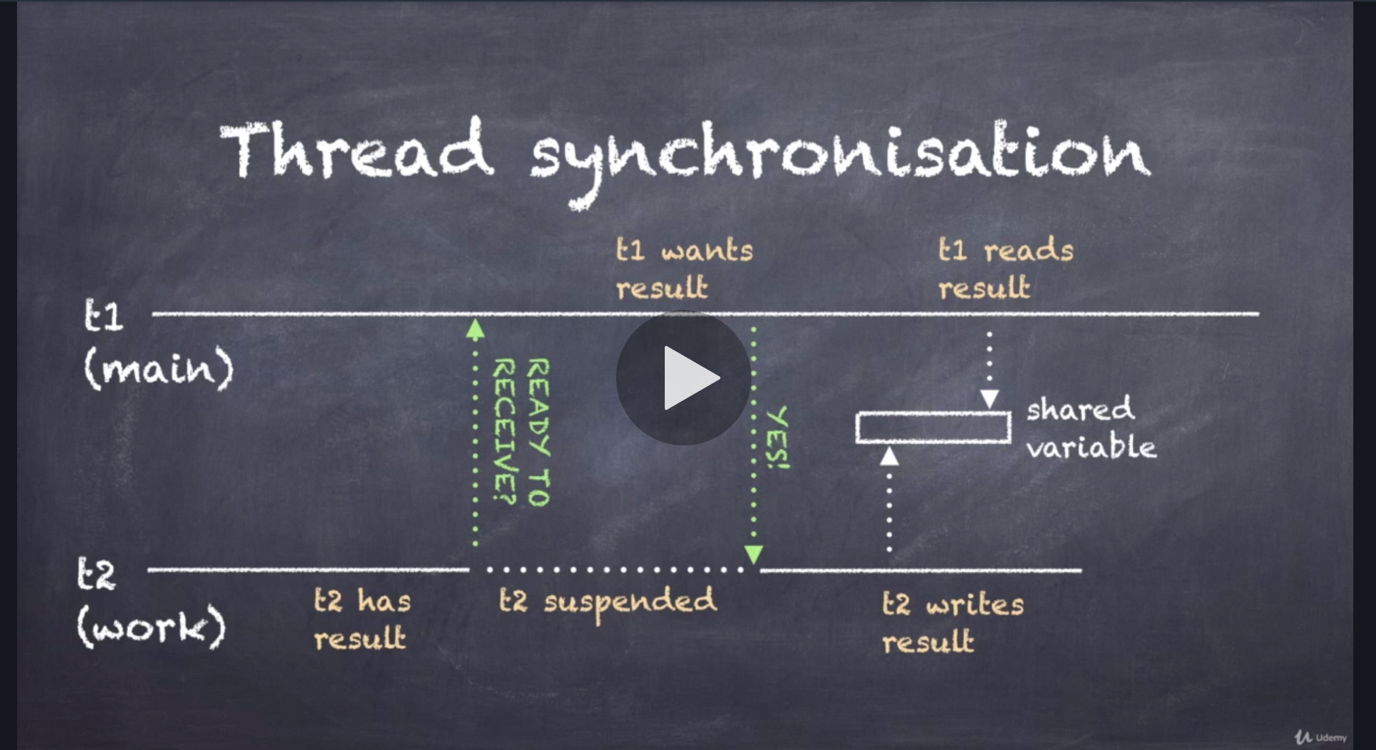 Thread synchronisation
t1 wants
result
t1 reads
result
t1
(main)
READY TO
RECEIVE?
YES!
shared
variable
t2
(work)
t2 has
result
t2 suspended
t2 writes
result
Udemy